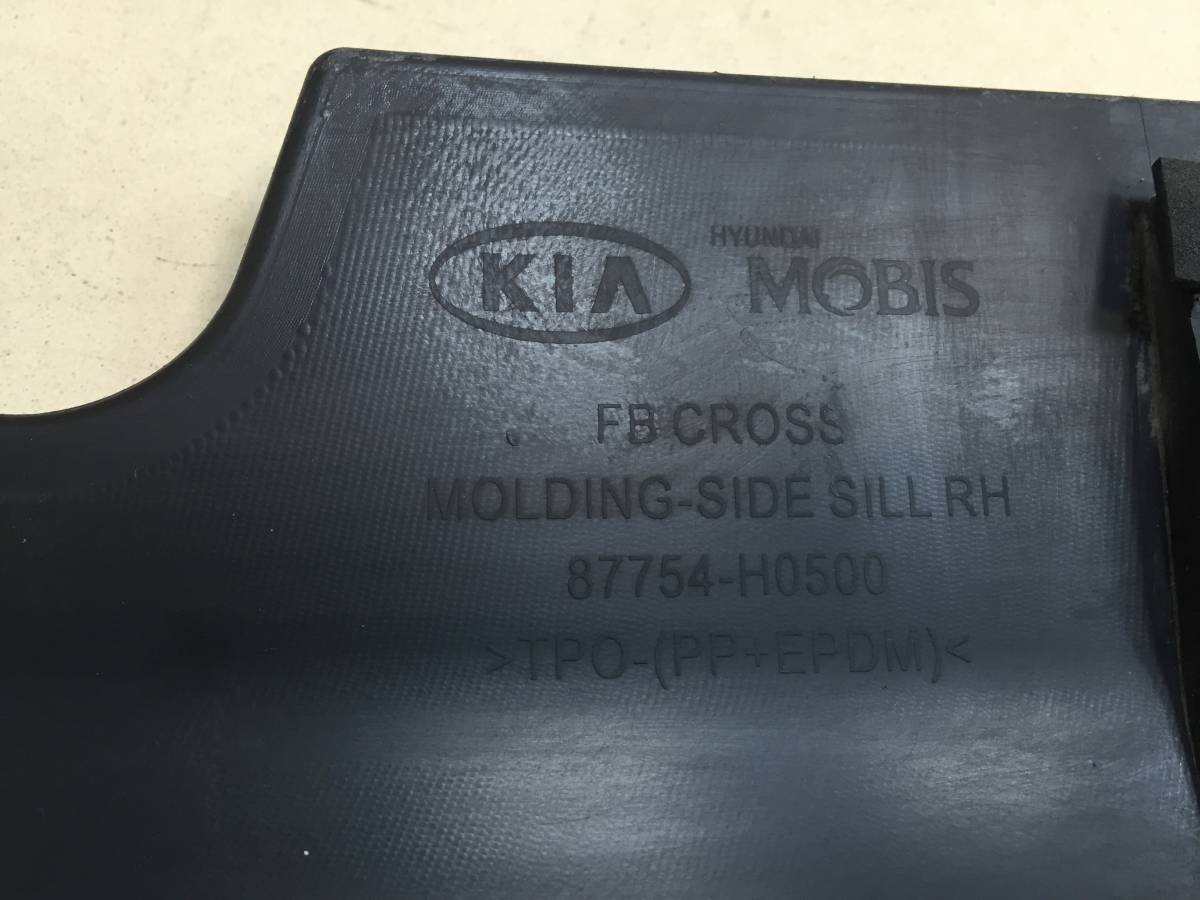 KIA HYUNDAI MOBIS
FB CROSS
MOLDING-SIDE SILL RH
87754-H0500
>TPO-(PP+EPDM)<